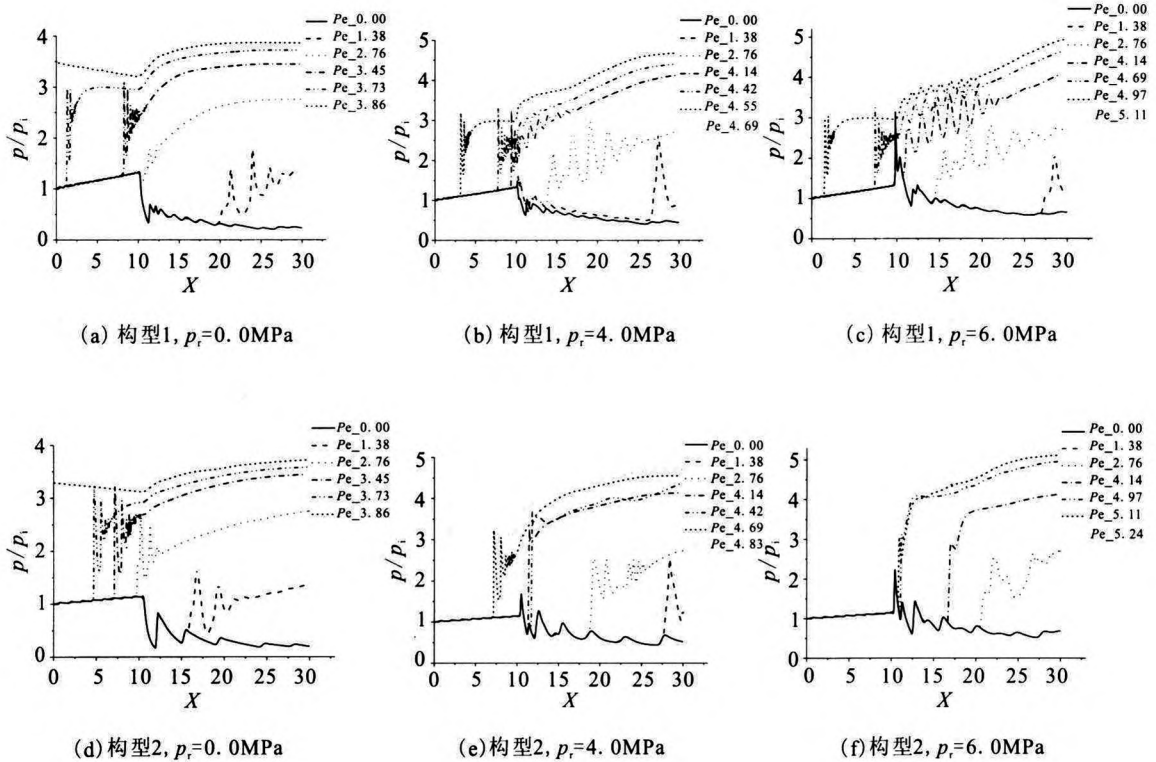 Pe_0.00
Pe_1.38
Pe_2.76
Pe_3.45
Pe_3.73
Pe_3.86
4
3
2
1
0
p/pi
0 5 10 15 20 25 30
X
(a) 构型1, pr=0.0MPa
Pe_0.00
Pe_1.38
Pe_2.76
Pe_4.14
Pe_4.42
Pe_4.55
Pe_4.69
5
4
3
2
1
0
p/pi
0 5 10 15 20 25 30
X
(b) 构型1, pr=4.0MPa
Pe_0.00
Pe_1.38
Pe_2.76
Pe_4.14
Pe_4.69
Pe_4.97
Pe_5.11
5
4
3
2
1
0
p/pi
0 5 10 15 20 25 30
X
(c) 构型1, pr=6.0MPa
Pe_0.00
Pe_1.38
Pe_2.76
Pe_3.45
Pe_3.73
Pe_3.86
4
3
2
1
0
p/pi
0 5 10 15 20 25 30
X
(d) 构型2, pr=0.0MPa
Pe_0.00
Pe_1.38
Pe_2.76
Pe_4.14
Pe_4.42
Pe_4.69
Pe_4.83
5
4
3
2
1
0
p/pi
0 5 10 15 20 25 30
X
(e) 构型2, pr=4.0MPa
Pe_0.00
Pe_1.38
Pe_2.76
Pe_4.14
Pe_4.97
Pe_5.11
Pe_5.24
5
4
3
2
1
0
p/pi
0 5 10 15 20 25 30
X
(f) 构型2, pr=6.0MPa